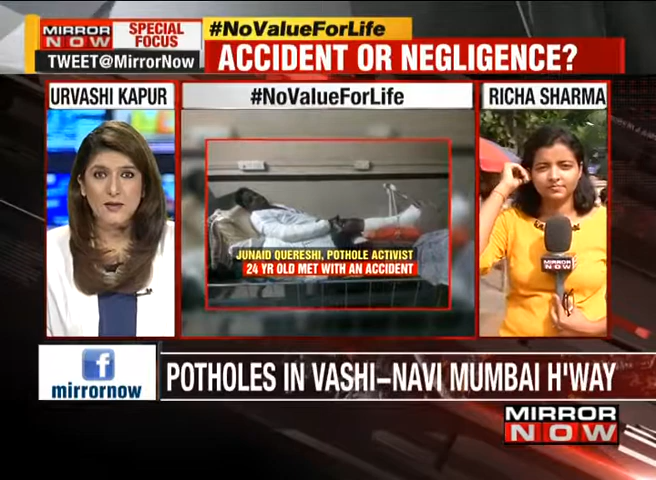 MIRROR
NOW
SPECIAL
FOCUS
TWEET@MirrorNow
#NoValueForLife
ACCIDENT OR NEGLIGENCE?
URVASHI KAPUR
#NoValueForLife
RICHA SHARMA
JUNAID QUERESHI, POTHOLE ACTIVIST
24 YR OLD MET WITH AN ACCIDENT
MIRROR
NOW
f
mirrornow
POTHOLES IN VASHI-NAVI MUMBAI H'WAY
MIRROR
NOW